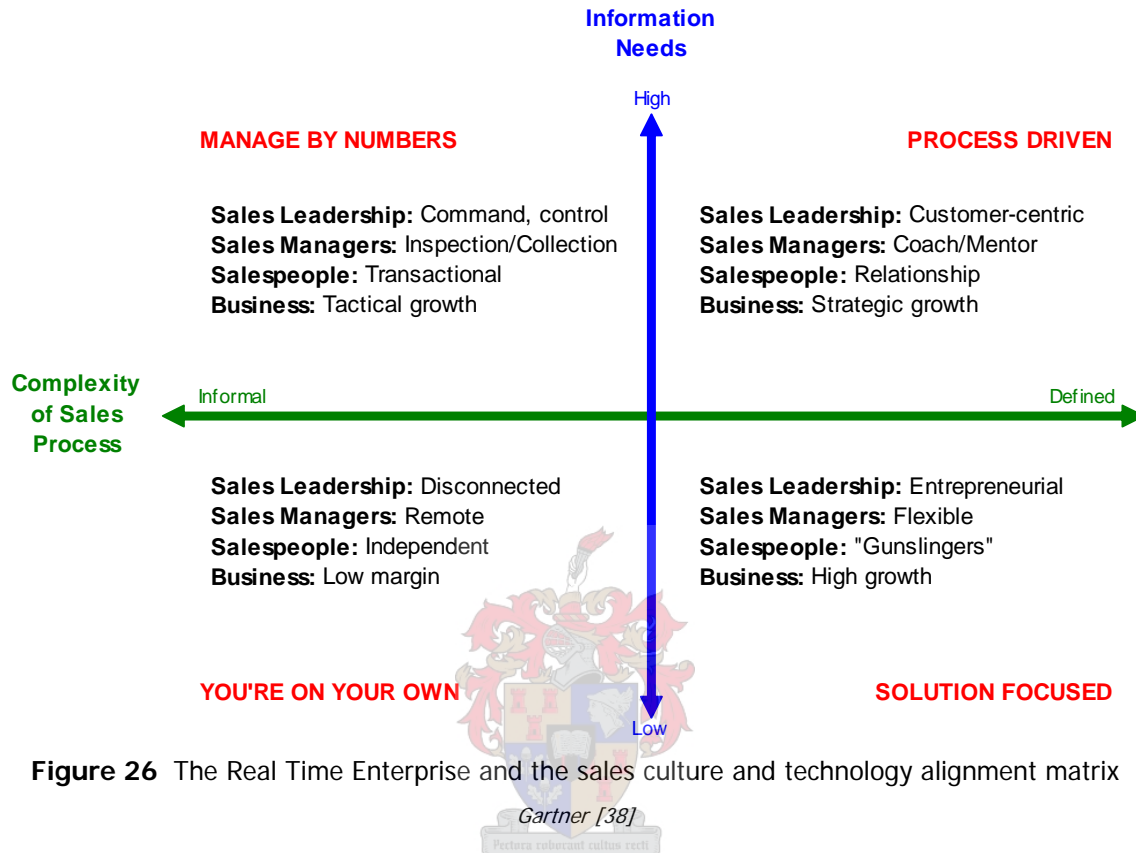 Information
Needs
High
MANAGE BY NUMBERS
Sales Leadership: Command, control
Sales Managers: Inspection/Collection
Salespeople: Transactional
Business: Tactical growth
PROCESS DRIVEN
Sales Leadership: Customer-centric
Sales Managers: Coach/Mentor
Salespeople: Relationship
Business: Strategic growth
Complexity
of Sales
Process
Informal
Defined
Sales Leadership: Disconnected
Sales Managers: Remote
Salespeople: Independent
Business: Low margin
YOU'RE ON YOUR OWN
Sales Leadership: Entrepreneurial
Sales Managers: Flexible
Salespeople: "Gunslingers"
Business: High growth
SOLUTION FOCUSED
Low
Figure 26 The Real Time Enterprise and the sales culture and technology alignment matrix
Gartner [38]
Pectora roborant cultus recti